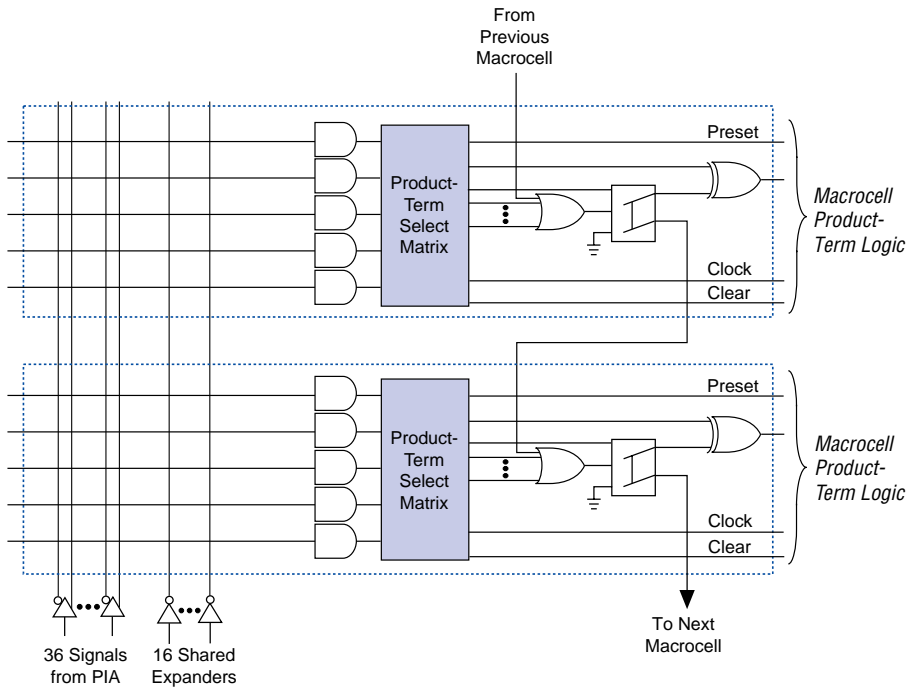 From
Previous
Macrocell
Preset
Product-
Term
Select
Matrix
Macrocell
Product-
Term Logic
Clock
Clear
Preset
Product-
Term
Select
Matrix
Macrocell
Product-
Term Logic
Clock
Clear
36 Signals
from PIA
16 Shared
Expanders
To Next
Macrocell